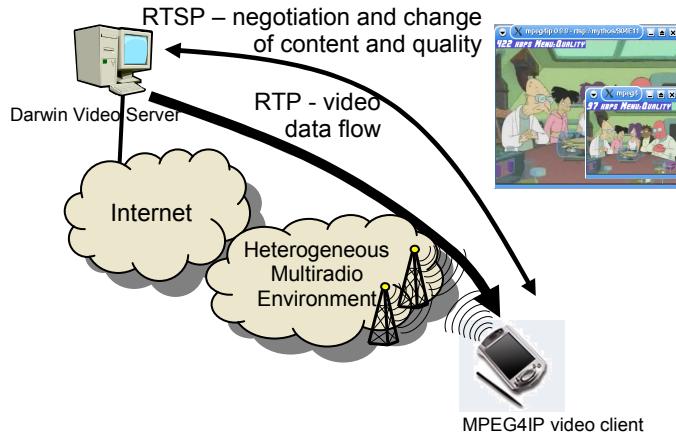 RTSP – negotiation and change
of content and quality
RTP - video
data flow
Darwin Video Server
Internet
Heterogeneous
Multiradio
Environment
MPEG4IP video client
422 KBPS MENU:QUALITY
97 KBPS MENU:QUALITY
mpeg4